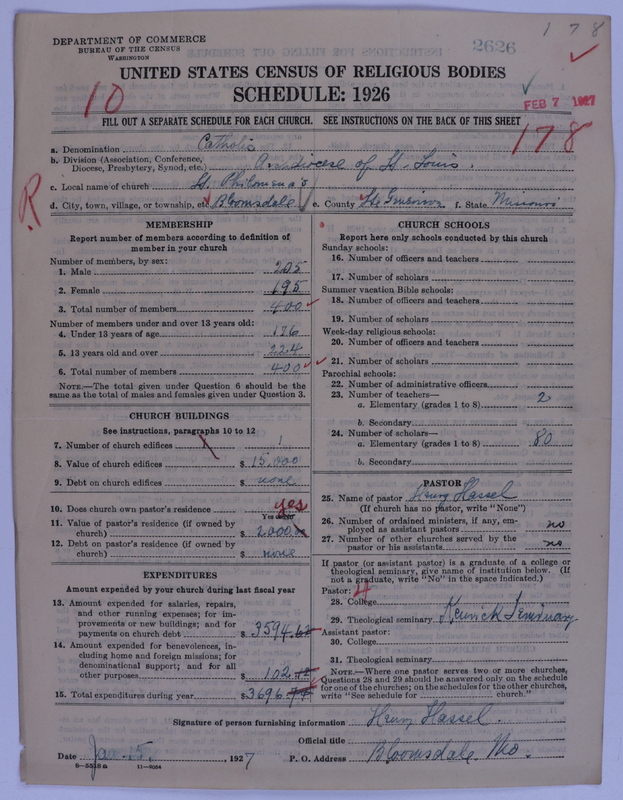 178
DEPARTMENT OF COMMERCE
BUREAU OF THE CENSUS
WASHINGTON
2626
UNITED STATES CENSUS OF RELIGIOUS BODIES
SCHEDULE: 1926
10
FEB 7 1927
FILL OUT A SEPARATE SCHEDULE FOR EACH CHURCH. SEE INSTRUCTIONS ON THE BACK OF THIS SHEET
178
a. Denomination Catholic
b. Division (Association, Conference, Diocese, Presbytery, Synod, etc.) Archdiocese of St. Louis
R
c. Local name of church St. Philomena's
d. City, town, village, or township, etc. Bloomsdale e. County Ste Genevieve f. State Missouri
MEMBERSHIP
Report number of members according to definition of
member in your church
Number of members, by sex:
1. Male 205
2. Female 195
3. Total number of members 400
Number of members under and over 13 years old:
4. Under 13 years of age 176
5. 13 years old and over 224
6. Total number of members 400
NOTE.—The total given under Question 6 should be the
same as the total of males and females given under Question 3.
CHURCH BUILDINGS
See instructions, paragraphs 10 to 12
7. Number of church edifices 1
8. Value of church edifices $ 15,000
9. Debt on church edifices $ none
10. Does church own pastor's residence yes
Yes or No
11. Value of pastor's residence (if owned by
church) $ 2000
12. Debt on pastor's residence (if owned by
church) $ none
EXPENDITURES
Amount expended by your church during last fiscal year
13. Amount expended for salaries, repairs,
and other running expenses; for im-
provements or new buildings; and for
payments on church debt $ 3594.62
14. Amount expended for benevolences, in-
cluding home and foreign missions; for
denominational support; and for all
other purposes $ 102.12
15. Total expenditures during year $ 3696.74
CHURCH SCHOOLS
Report here only schools conducted by this church
Sunday schools:
16. Number of officers and teachers
17. Number of scholars
Summer vacation Bible schools:
18. Number of officers and teachers
19. Number of scholars
Week-day religious schools:
20. Number of officers and teachers
21. Number of scholars
Parochial schools:
22. Number of administrative officers
23. Number of teachers—
a. Elementary (grades 1 to 8) 2
b. Secondary
24. Number of scholars—
a. Elementary (grades 1 to 8) 80
b. Secondary
PASTOR
25. Name of pastor Henry Hassel
(If church has no pastor, write "None")
26. Number of ordained ministers, if any, em-
ployed as assistant pastors no
27. Number of other churches served by the
pastor or his assistants no
If pastor (or assistant pastor) is a graduate of a college or
theological seminary, give name of institution below. (If
not a graduate, write "No" in the space indicated.)
Pastor: 4
28. College
29. Theological seminary Kenrick Seminary
Assistant pastor:
30. College
31. Theological seminary
NOTE.—Where one pastor serves two or more churches,
Questions 28 and 29 should be answered only on the schedule
for one of the churches; on the schedules for the other churches,
write "See schedule for church."
Signature of person furnishing information Henry Hassel.
Official title
Date Jan. 15, 1927 P. O. Address Bloomsdale Mo.
11—9064